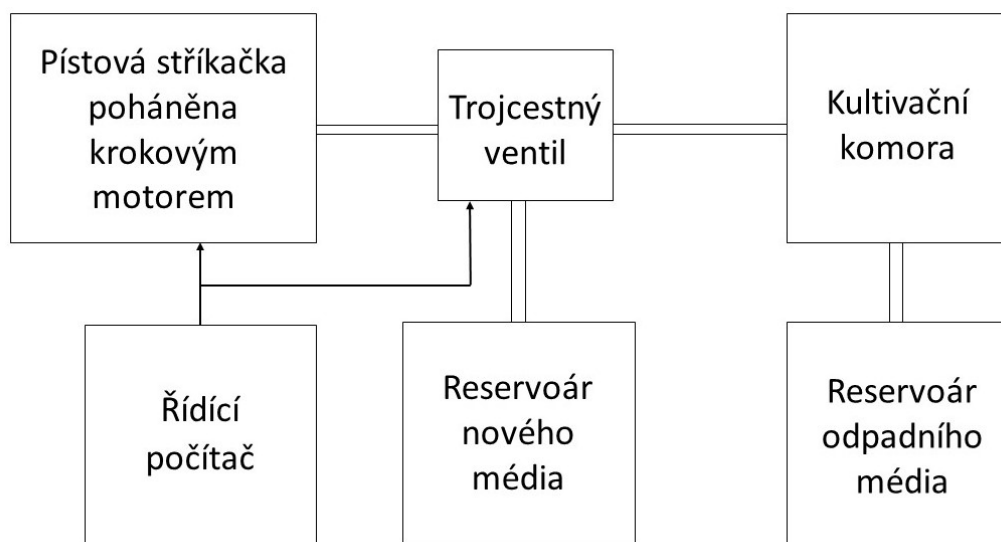 Pístová stříkačka
poháněna
krokovým
motorem
Trojcestný
ventil
Kultivační
komora
Řídící
počítač
Reservoár
nového
média
Reservoár
odpadního
média